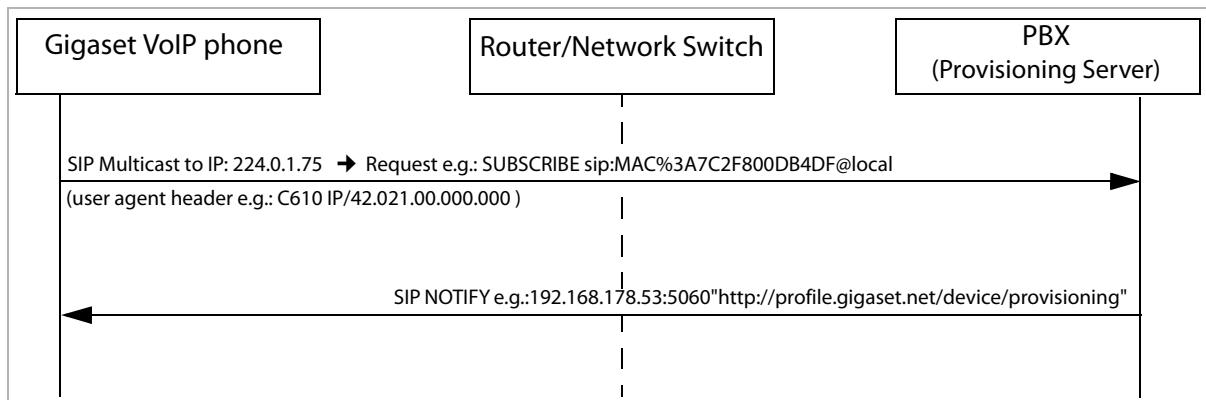 Gigaset VoIP phone
Router/Network Switch
PBX
(Provisioning Server)
SIP Multicast to IP: 224.0.1.75 ➔ Request e.g.: SUBSCRIBE sip:MAC%3A7C2F800DB4DF@local
(user agent header e.g.: C610 IP/42.021.00.000.000 )
SIP NOTIFY e.g.:192.168.178.53:5060"http://profile.gigaset.net/device/provisioning"